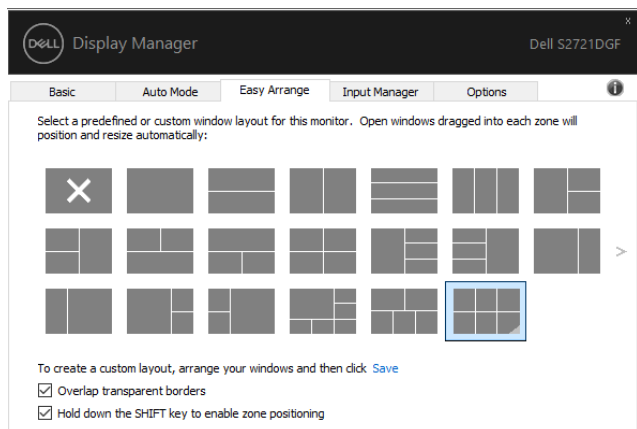 DELL Display Manager Dell S2721DGF
Basic Auto Mode Easy Arrange Input Manager Options
Select a predefined or custom window layout for this monitor. Open windows dragged into each zone will
position and resize automatically:
To create a custom layout, arrange your windows and then click Save
Overlap transparent borders
Hold down the SHIFT key to enable zone positioning